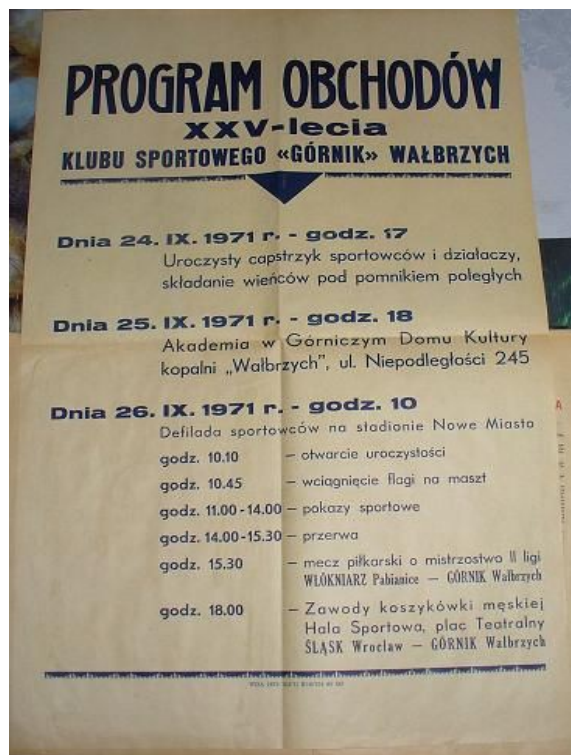 PROGRAM OBCHODÓW
XXV-lecia
KLUBU SPORTOWEGO «GÓRNIK» WAŁBRZYCH
Dnia 24. IX. 1971 r. - godz. 17
Uroczysty capstrzyk sportowców i działaczy,
składanie wieńców pod pomnikiem poległych
Dnia 25. IX. 1971 r. - godz. 18
Akademia w Górniczym Domu Kultury
kopalni „Wałbrzych", ul. Niepodległości 245
Dnia 26. IX. 1971 r. - godz. 10
Defilada sportowców na stadionie Nowe Miasto
godz. 10.10 – otwarcie uroczystości
godz. 10.45 – wciągnięcie flagi na maszt
godz. 11.00-14.00 – pokazy sportowe
godz. 14.00-15.30 – przerwa
godz. 15.30 – mecz piłkarski o mistrzostwo II ligi
WŁÓKNIARZ Pabianice — GÓRNIK Wałbrzych
godz. 18.00 – Zawody koszykówki męskiej
Hala Sportowa, plac Teatralny
ŚLĄSK Wrocław — GÓRNIK Wałbrzych